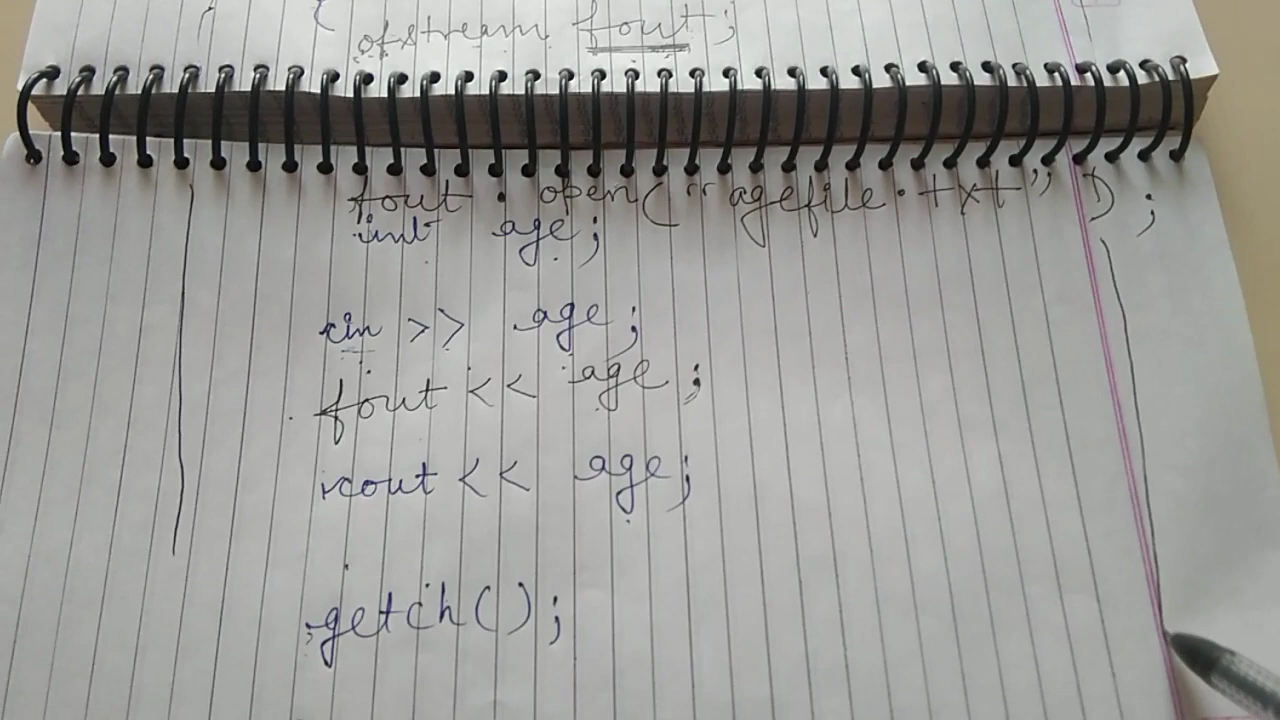 {
ofstream fout;
fout . open("agefile.txt");
int age;
cin >> age;
fout << age;
cout << age;
getch();